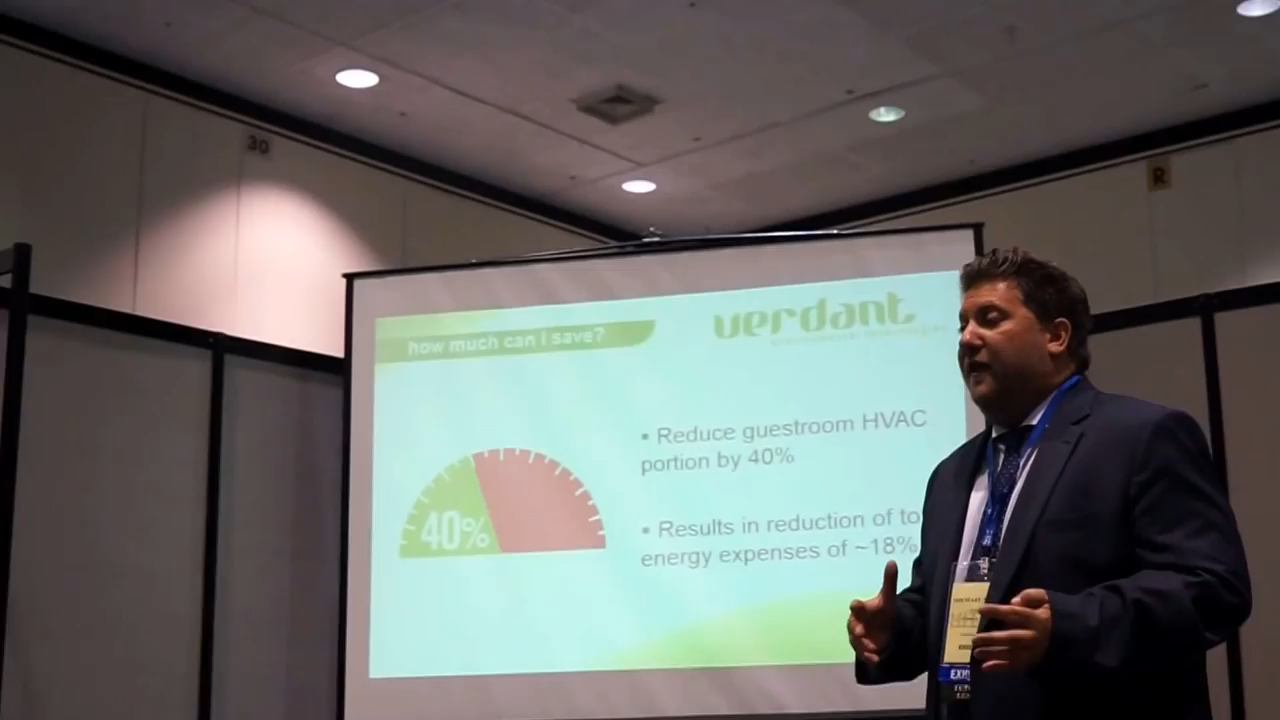 30
R
how much can i save?
verdant
• Reduce guestroom HVAC
portion by 40%
40%
• Results in reduction of to
energy expenses of ~18%